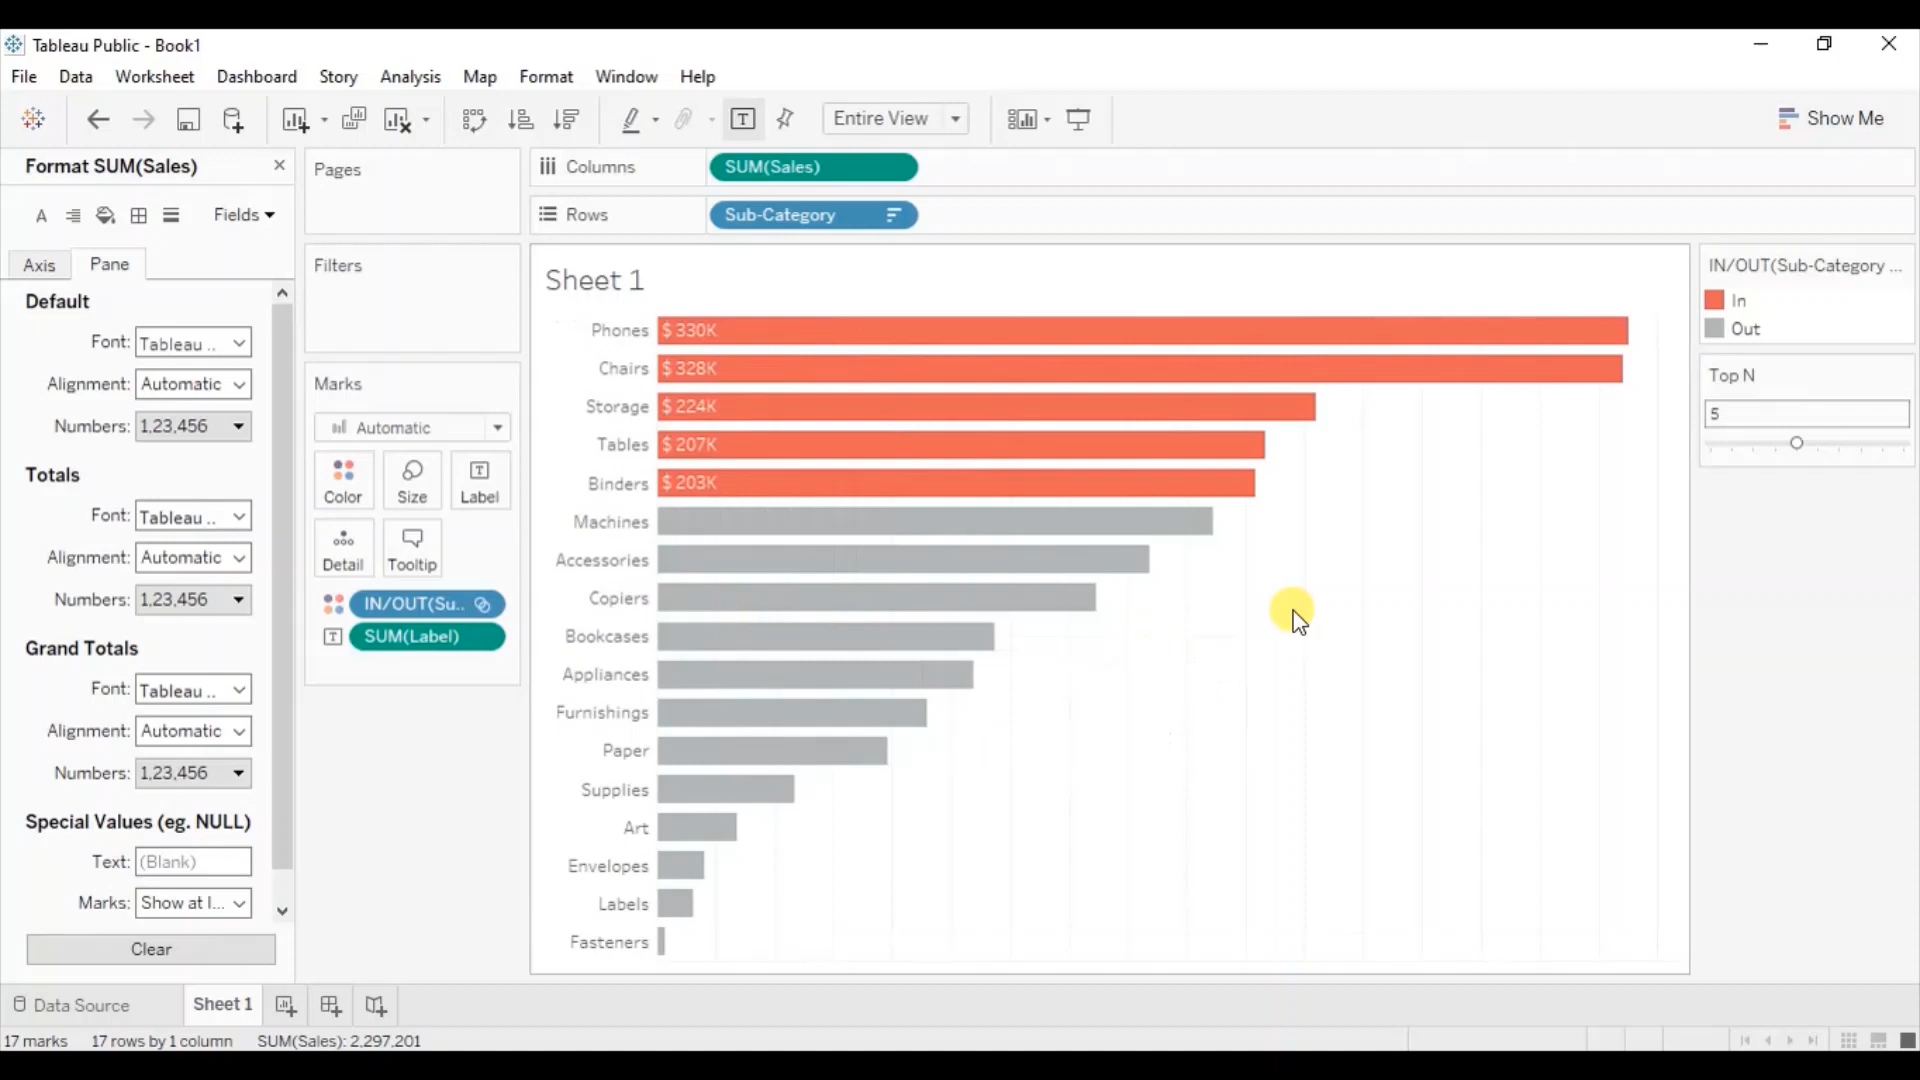 Tableau Public - Book1
File Data Worksheet Dashboard Story Analysis Map Format Window Help
Entire View
Show Me
Format SUM(Sales)
Fields
Axis Pane
Default
Font: Tableau ..
Alignment: Automatic
Numbers: 1,23,456
Totals
Font: Tableau ..
Alignment: Automatic
Numbers: 1,23,456
Grand Totals
Font: Tableau ..
Alignment: Automatic
Numbers: 1,23,456
Special Values (eg. NULL)
Text: (Blank)
Marks: Show at l...
Clear
Pages
Filters
Marks
Automatic
Color Size Label
Detail Tooltip
IN/OUT(Su..
SUM(Label)
Columns SUM(Sales)
Rows Sub-Category
Sheet 1
Phones $ 330K
Chairs $ 328K
Storage $ 224K
Tables $ 207K
Binders $ 203K
Machines
Accessories
Copiers
Bookcases
Appliances
Furnishings
Paper
Supplies
Art
Envelopes
Labels
Fasteners
IN/OUT(Sub-Category ...
In
Out
Top N
5
Data Source Sheet 1
17 marks 17 rows by 1 column SUM(Sales): 2,297,201